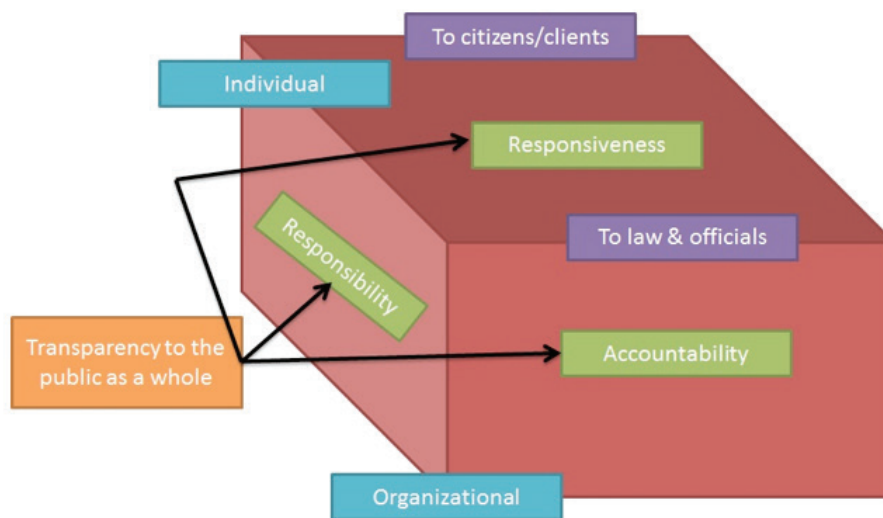 To citizens/clients
Individual
Responsiveness
Responsibility
To law & officials
Transparency to the
public as a whole
Accountability
Organizational